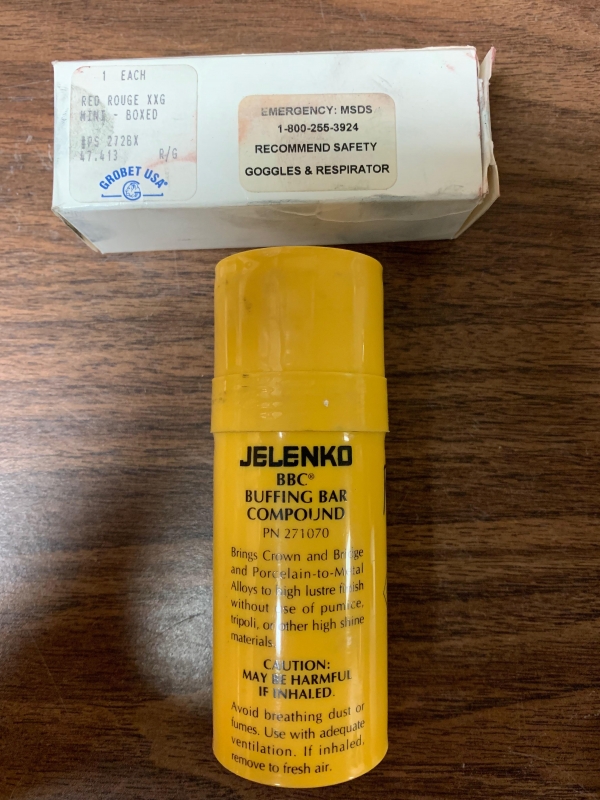 1 EACH
RED ROUGE XXG
MINI - BOXED
47.413 R/G
GROBET USA®
G
EMERGENCY: MSDS
1-800-255-3924
RECOMMEND SAFETY
GOGGLES & RESPIRATOR
JELENKO
BBC®
BUFFING BAR
COMPOUND
PN 271070
Brings Crown and Bridge
and Porcelain-to-Metal
Alloys to high lustre finish
without use of pumice,
tripoli, or other high shine
materials.
CAUTION:
MAY BE HARMFUL
IF INHALED.
Avoid breathing dust or
fumes. Use with adequate
ventilation. If inhaled,
remove to fresh air.